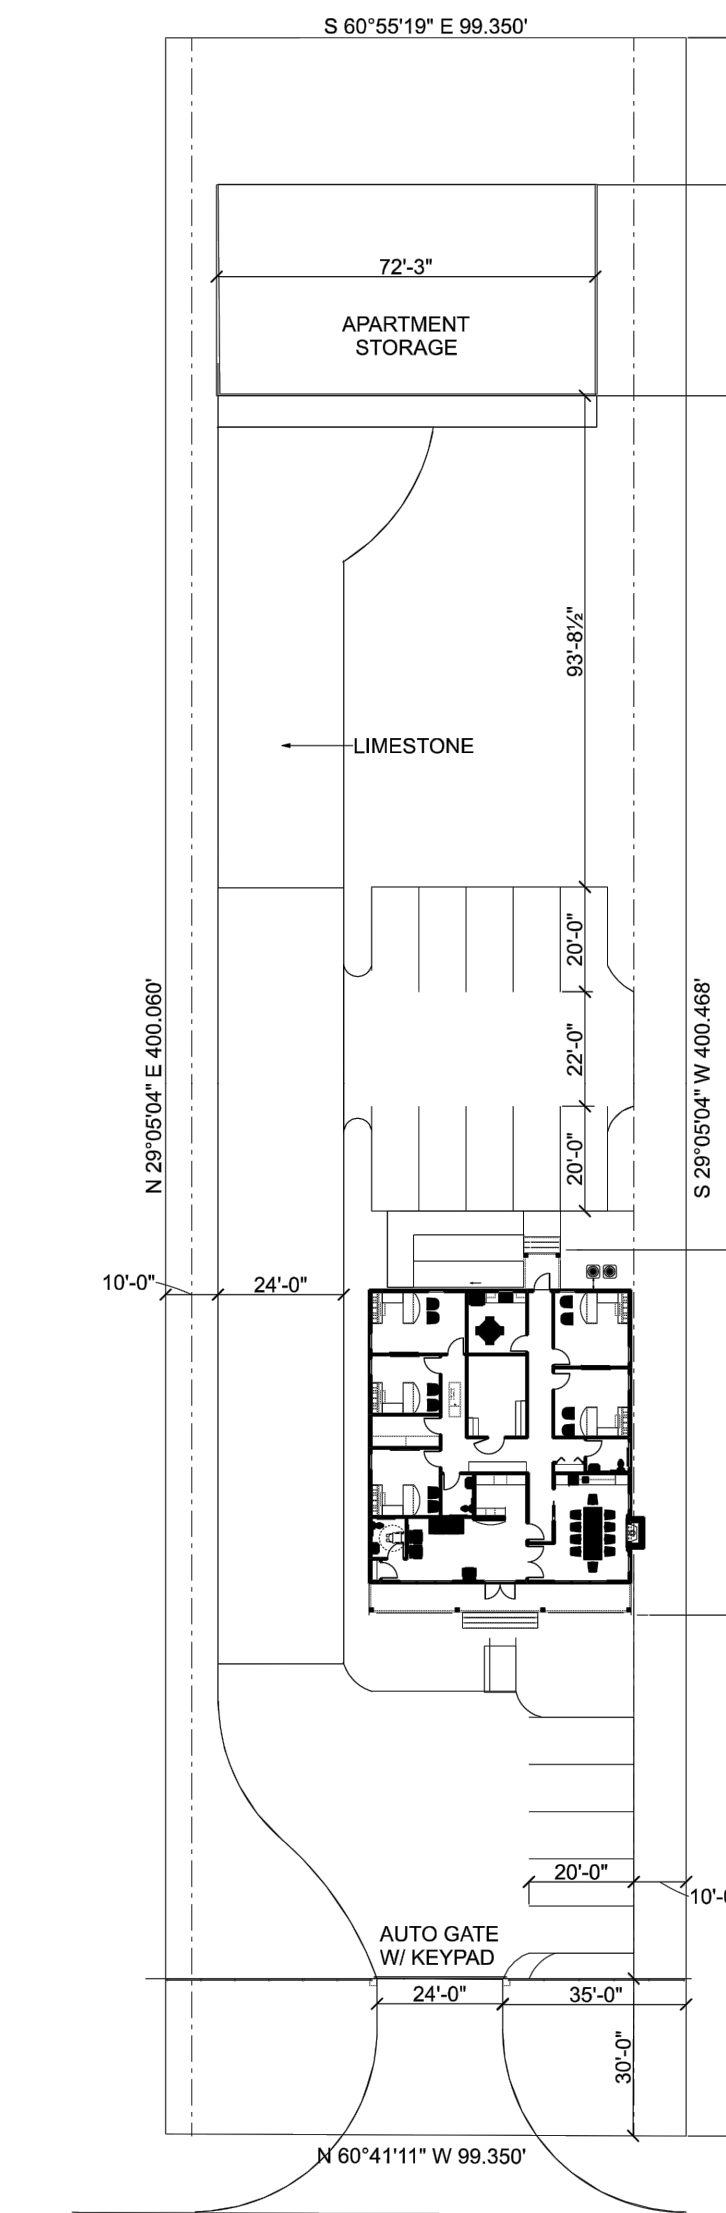 S 60°55'19" E 99.350'
72'-3"
APARTMENT
STORAGE
93'-8½"
LIMESTONE
20'-0"
22'-0"
20'-0"
N 29°05'04" E 400.060'
S 29°05'04" W 400.468'
10'-0"
24'-0"
20'-0"
10'-
AUTO GATE
W/ KEYPAD
24'-0"
35'-0"
30'-0"
N 60°41'11" W 99.350'